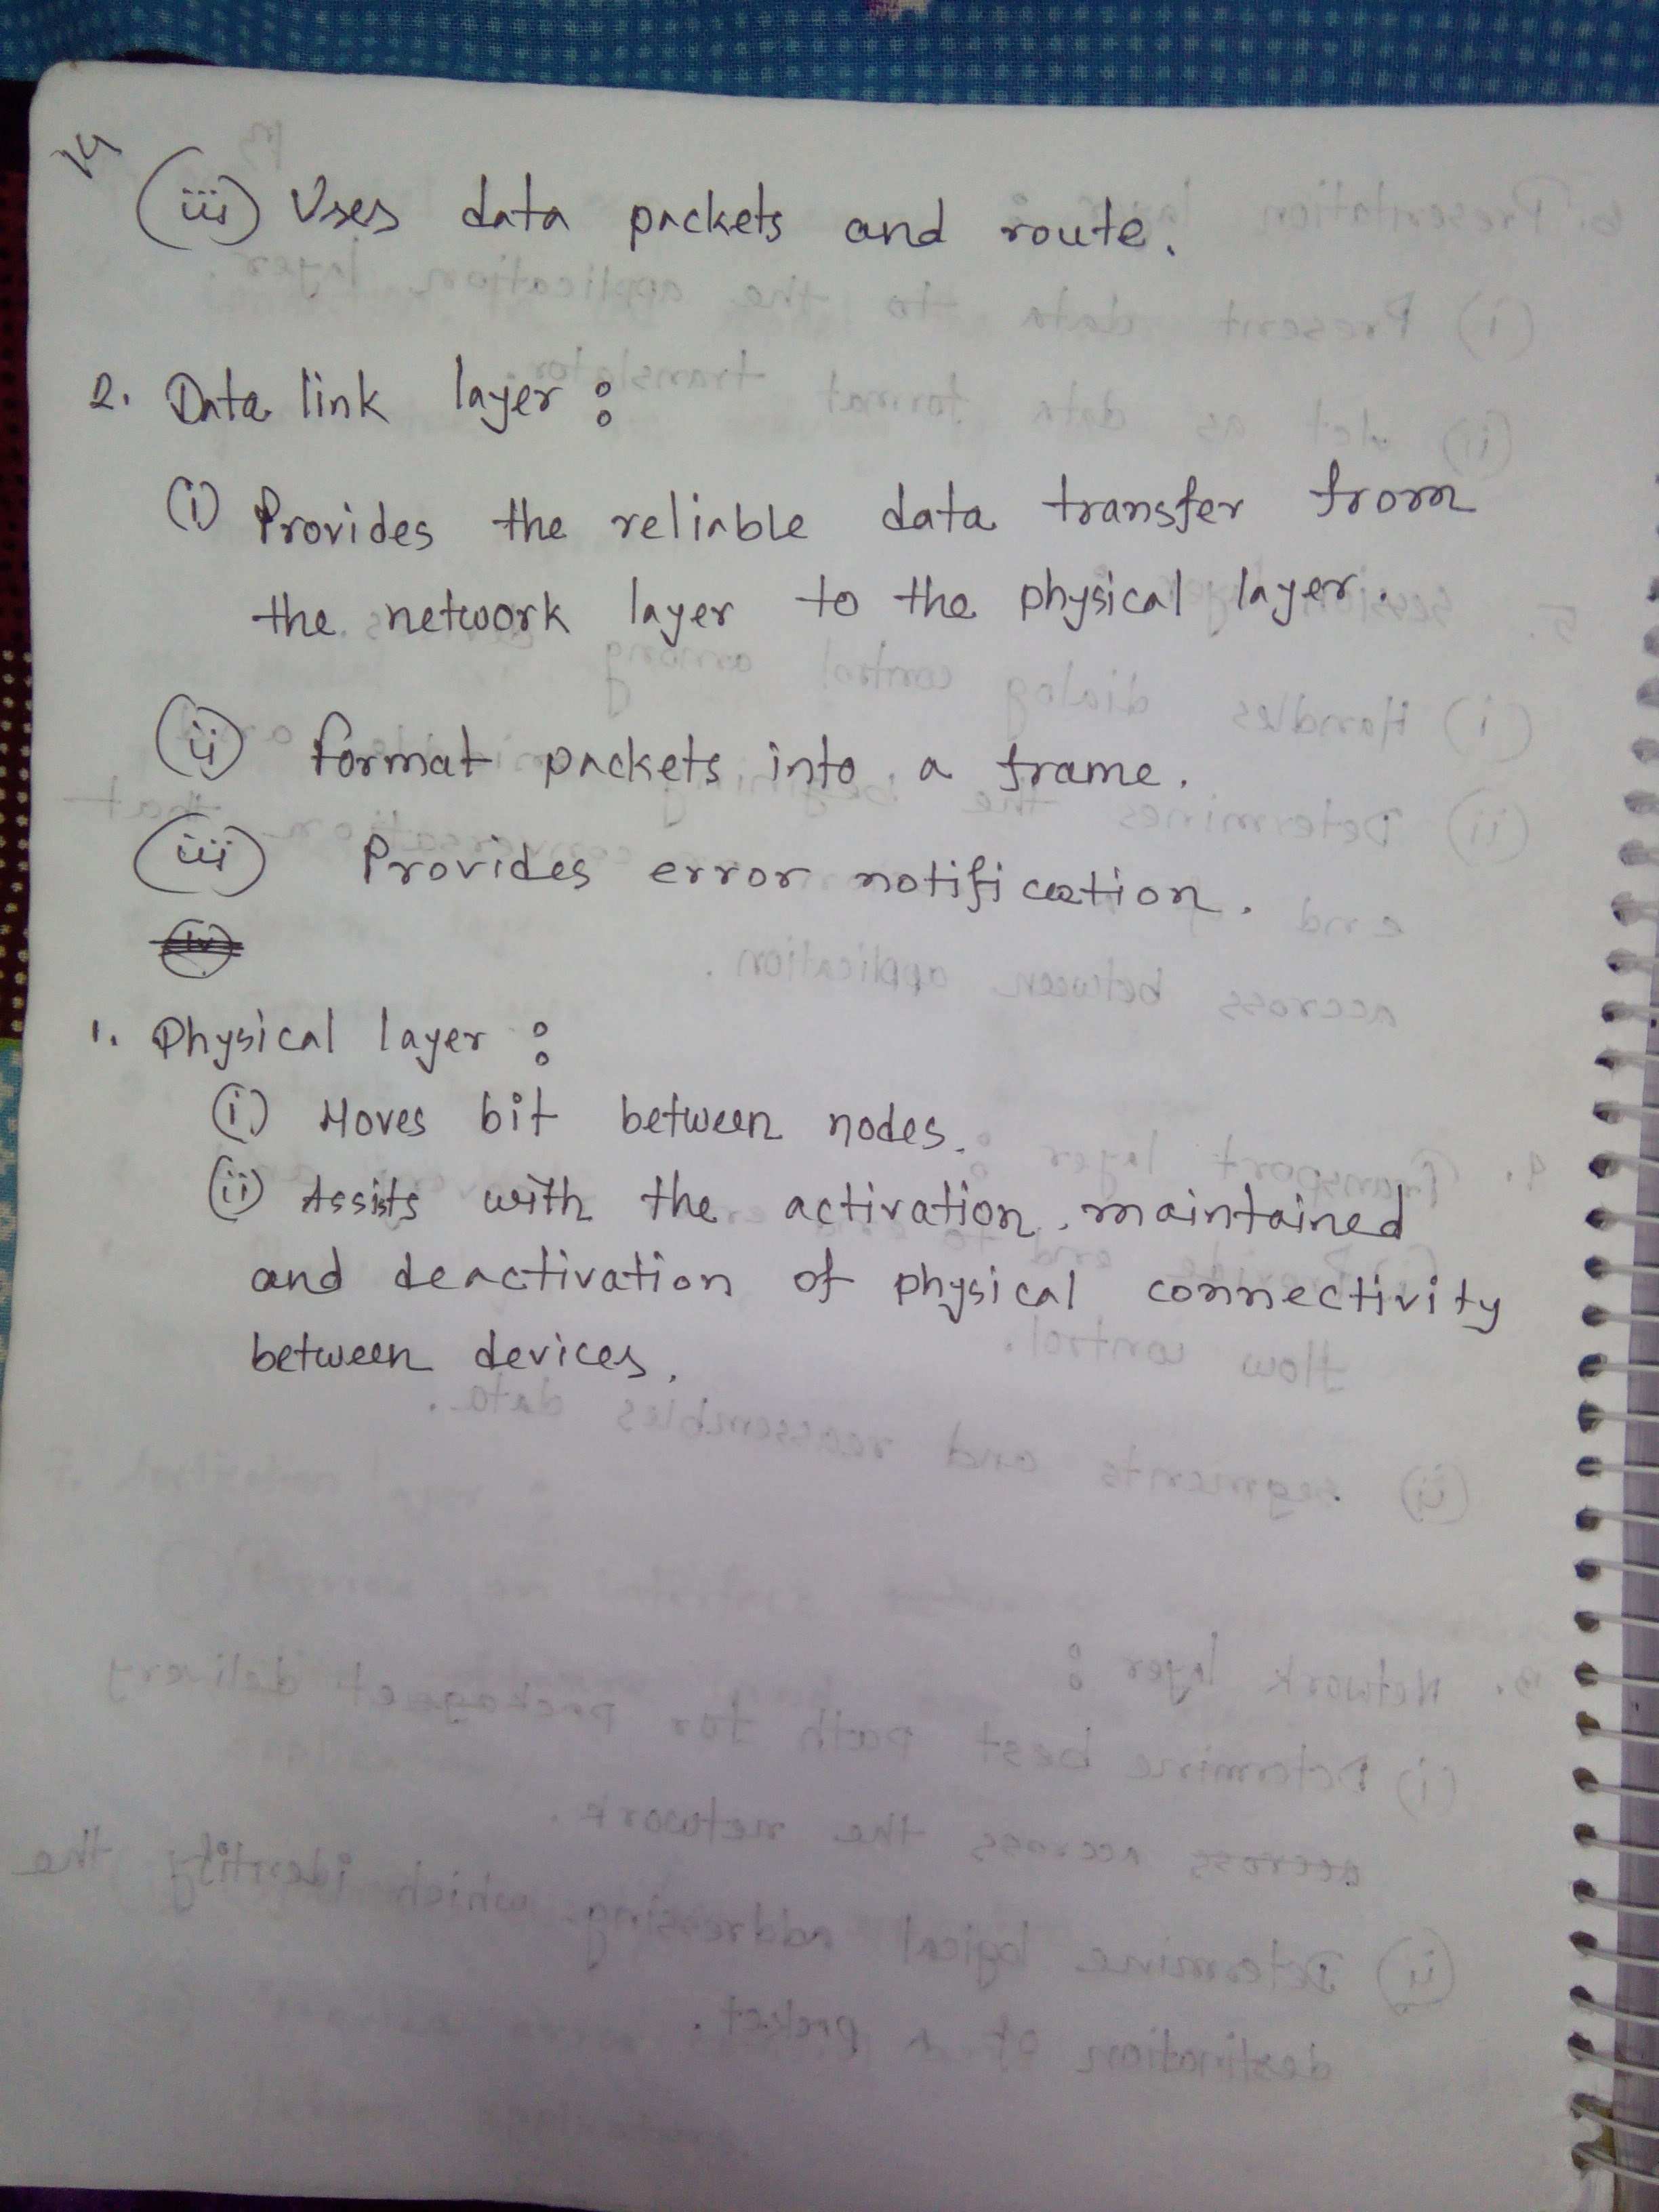 14
(iii) Uses data packets and route.
2. Data link layer :
(i) Provides the reliable data transfer from
the network layer to the physical layer.
(ii) format packets into a frame.
(iii) Provides error notification.
(iv)
1. Physical layer :
(i) Moves bit between nodes.
(ii) Assists with the activation, maintained
and deactivation of physical connectivity
between devices.